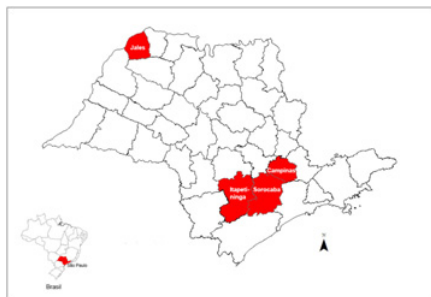 Jales
Campinas
Itapeti-
ninga
Sorocaba
N
São Paulo
Brasil